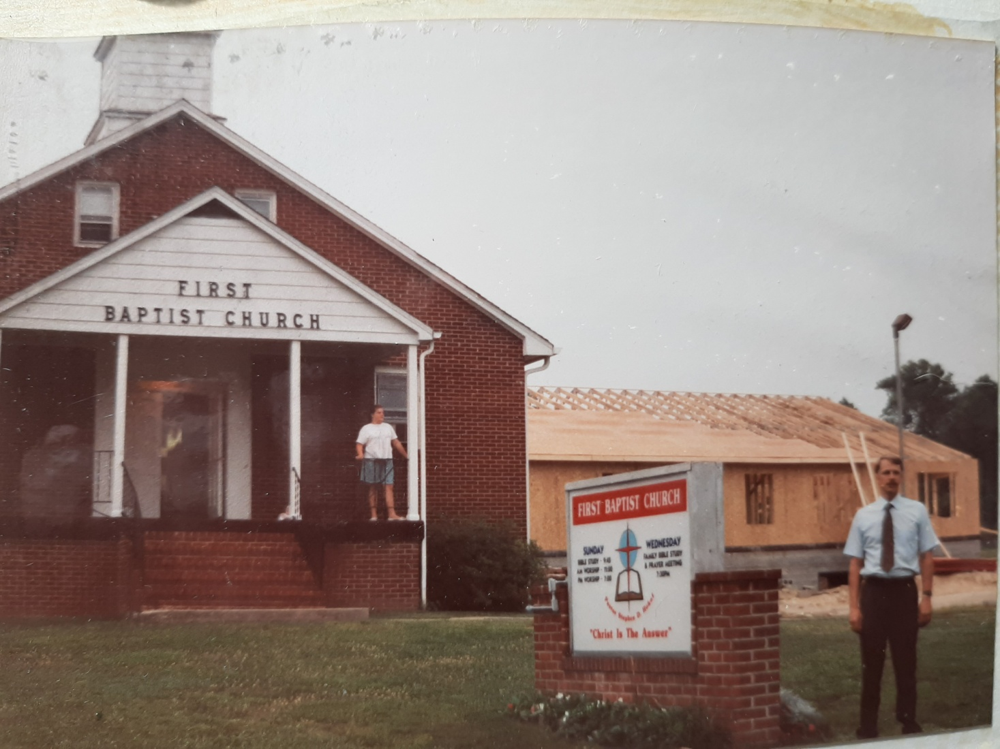 FIRST
BAPTIST CHURCH
FIRST BAPTIST CHURCH
SUNDAY
BIBLE STUDY - 9:45
AM WORSHIP - 11:00
PM WORSHIP - 7:00
WEDNESDAY
FAMILY BIBLE STUDY
& PRAYER MEETING
7:30PM
Pastor Stephen D.
"Christ Is The Answer"